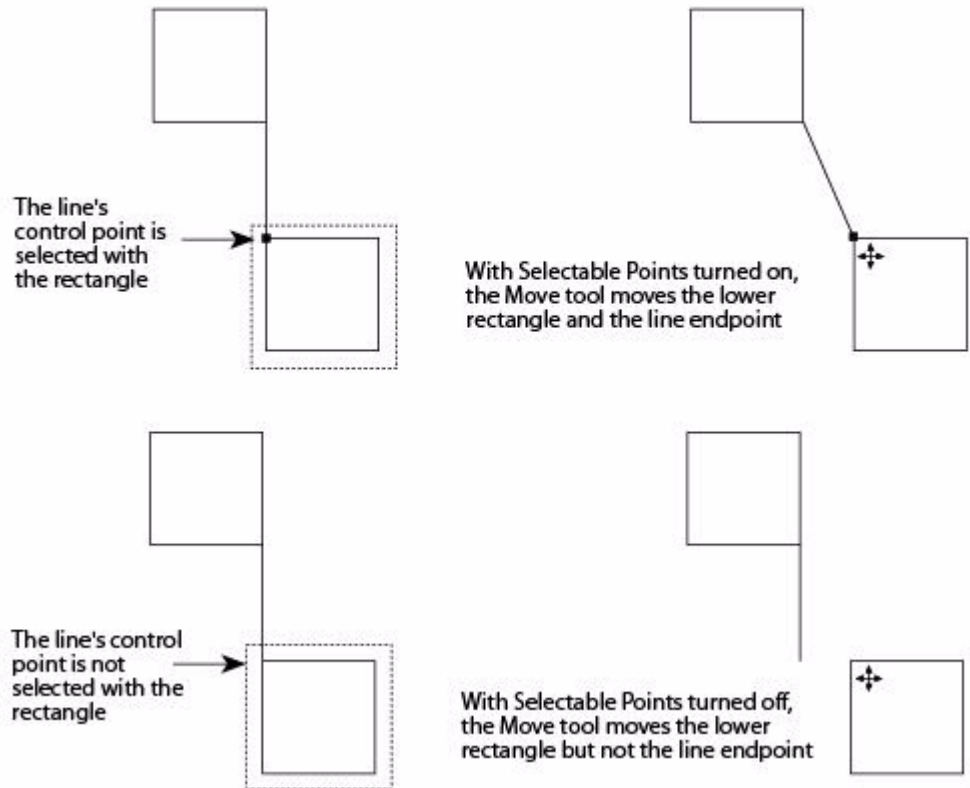 The line's
control point is
selected with
the rectangle
With Selectable Points turned on,
the Move tool moves the lower
rectangle and the line endpoint
The line's control
point is not
selected with the
rectangle
With Selectable Points turned off,
the Move tool moves the lower
rectangle but not the line endpoint